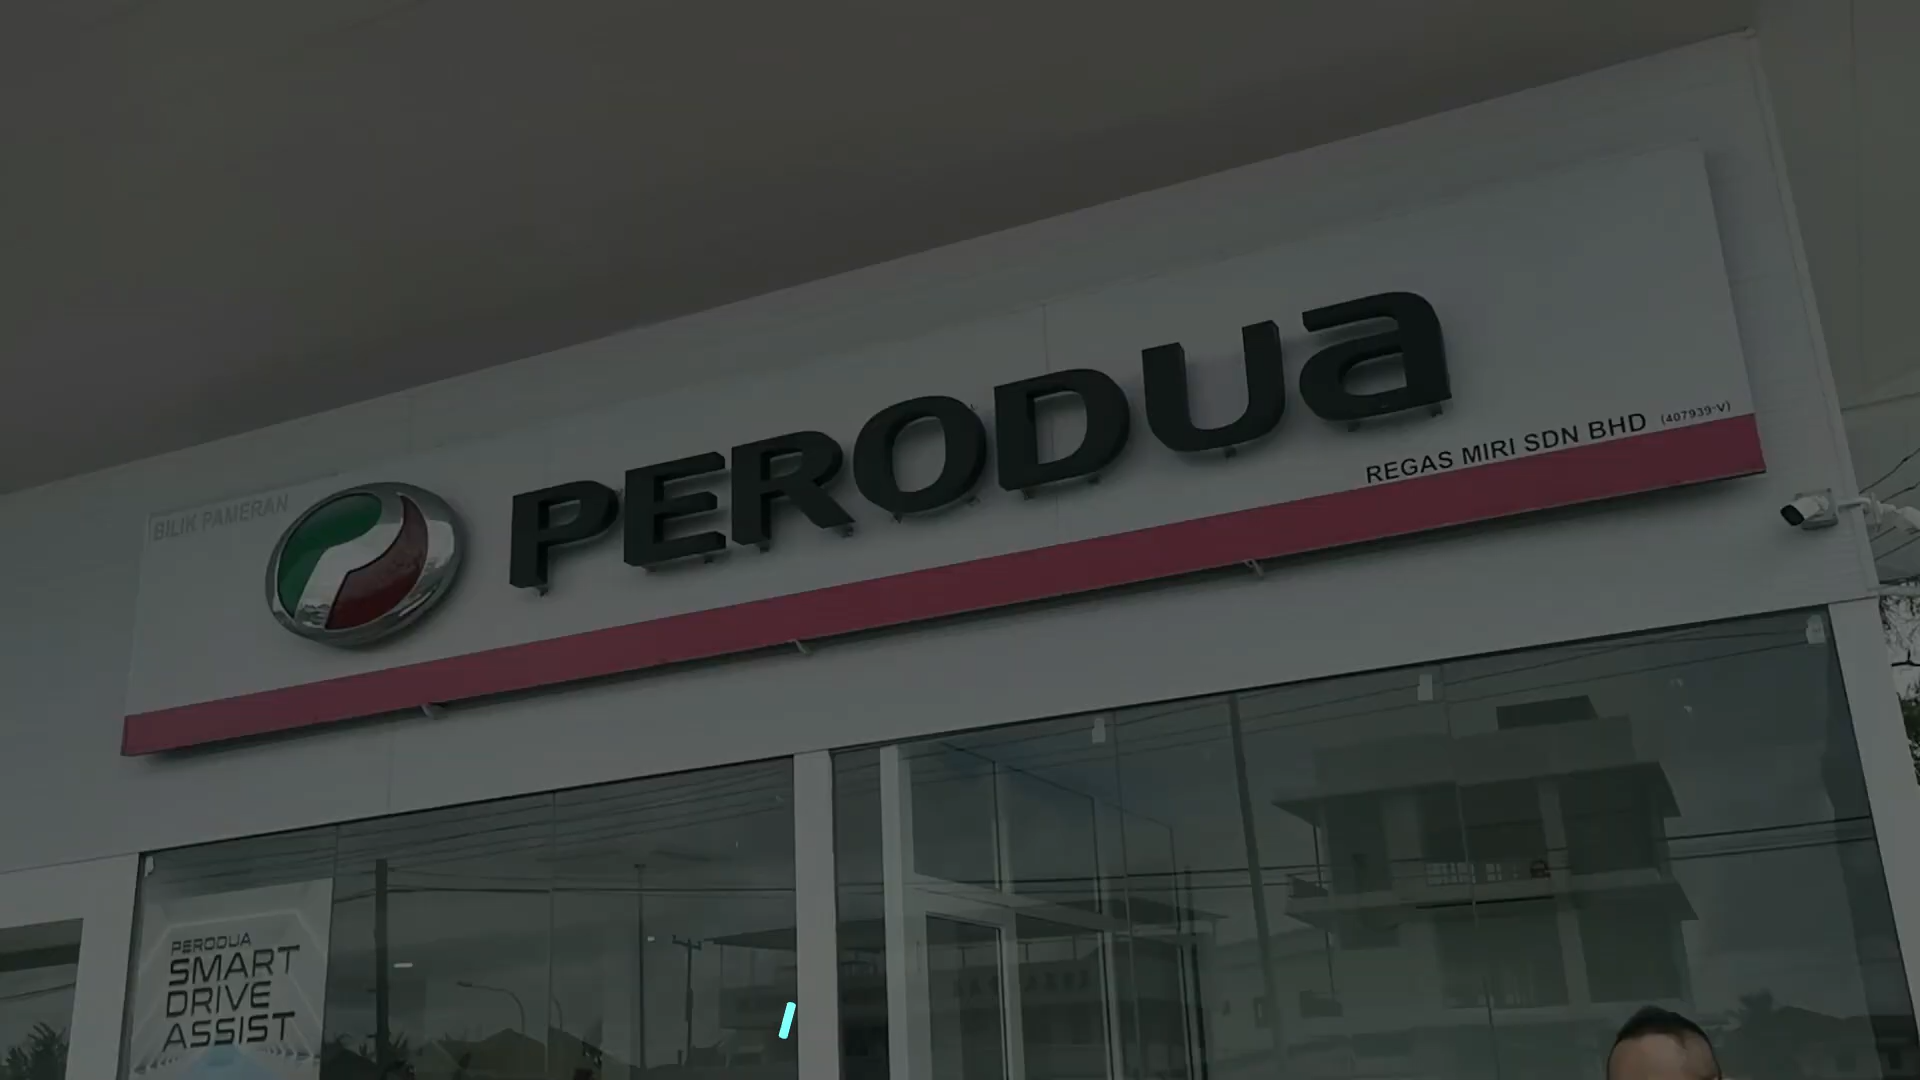 BILIK PAMERAN
PERODUA
REGAS MIRI SDN BHD (407939-V)
PERODUA
SMART
DRIVE
ASSIST